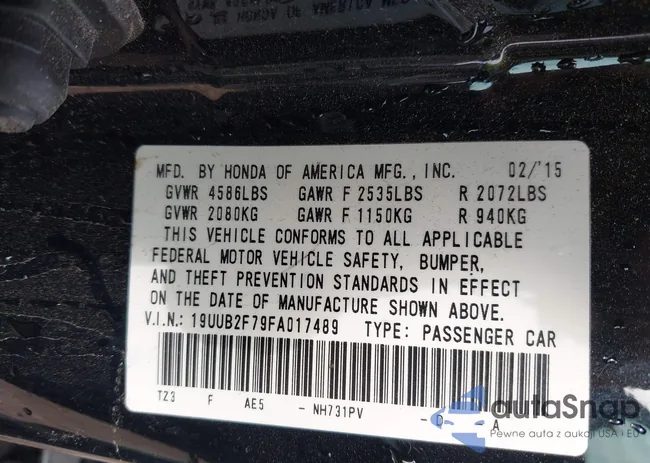 MFD. BY HONDA OF AMERICA MFG., INC. 02/'15
GVWR 4586LBS GAWR F 2535LBS R 2072LBS
GVWR 2080KG GAWR F 1150KG R 940KG
THIS VEHICLE CONFORMS TO ALL APPLICABLE
FEDERAL MOTOR VEHICLE SAFETY, BUMPER,
AND THEFT PREVENTION STANDARDS IN EFFECT
ON THE DATE OF MANUFACTURE SHOWN ABOVE.
V.I.N.: 19UUB2F79FA017489 TYPE: PASSENGER CAR
T23 F AE5 - NH731PV - D - A
autaSnap
Pewne auta z aukcji USA i EU